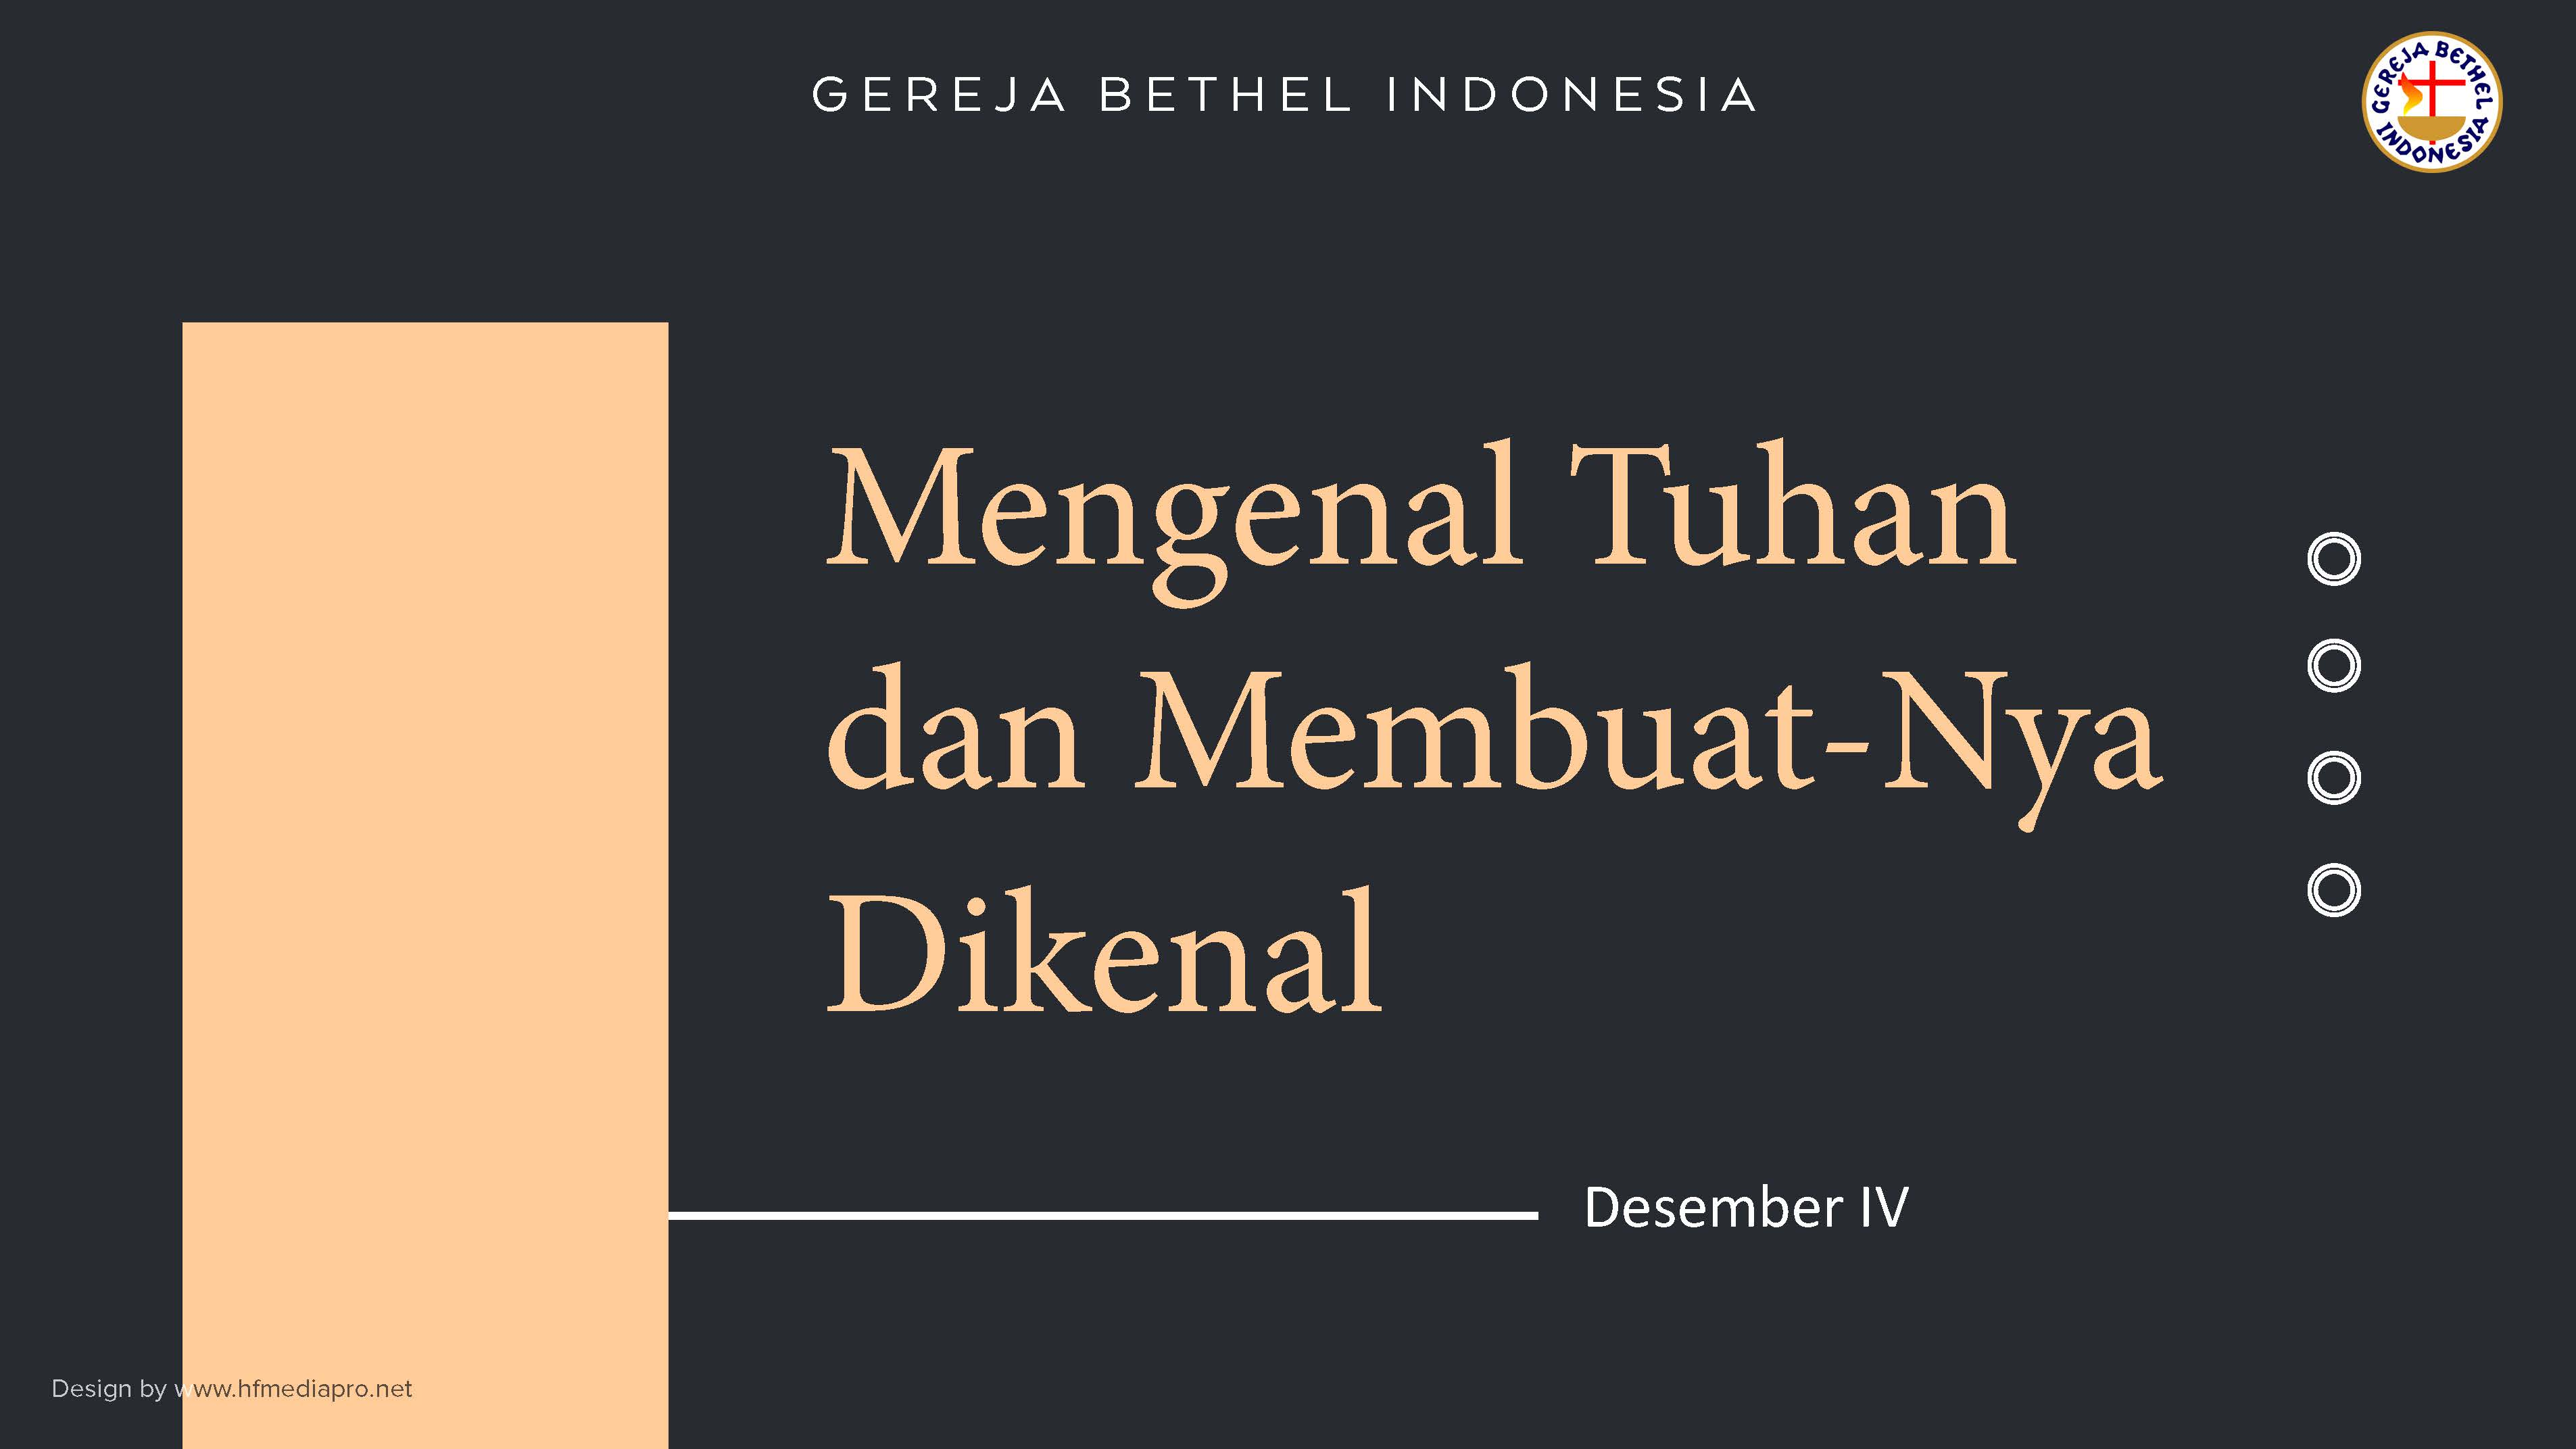 GEREJA BETHEL INDONESIA
GEREJA BETHEL
INDONESIA
Mengenal Tuhan
dan Membuat-Nya
Dikenal
Desember IV
Design by www.hfmediapro.net